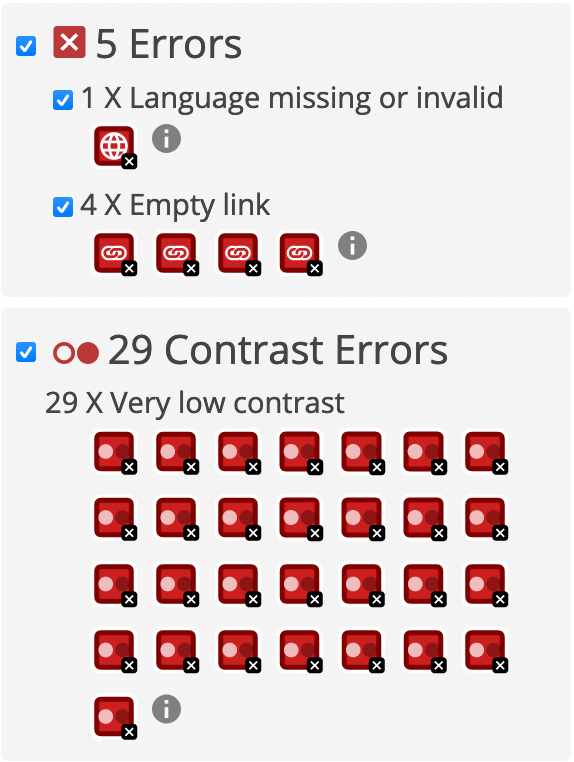 5 Errors
1 X Language missing or invalid
4 X Empty link
29 Contrast Errors
29 X Very low contrast